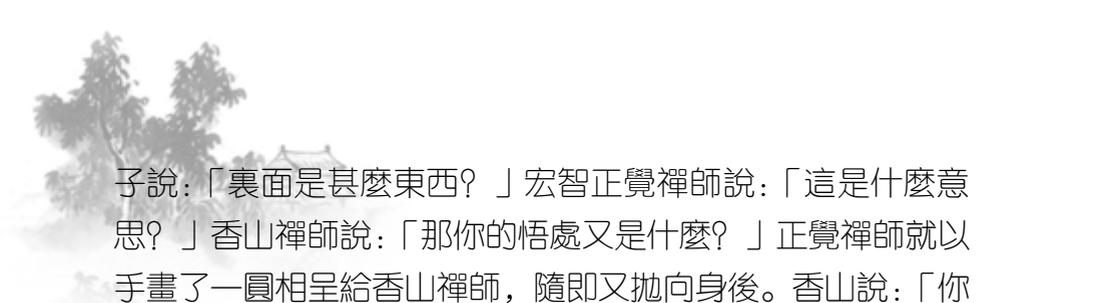 子說：「裏面是甚麼東西？」宏智正覺禪師說：「這是什麼意
思？」香山禪師說：「那你的悟處又是什麼？」正覺禪師就以
手畫了一圓相呈給香山禪師，隨即又拋向身後。香山說：「你